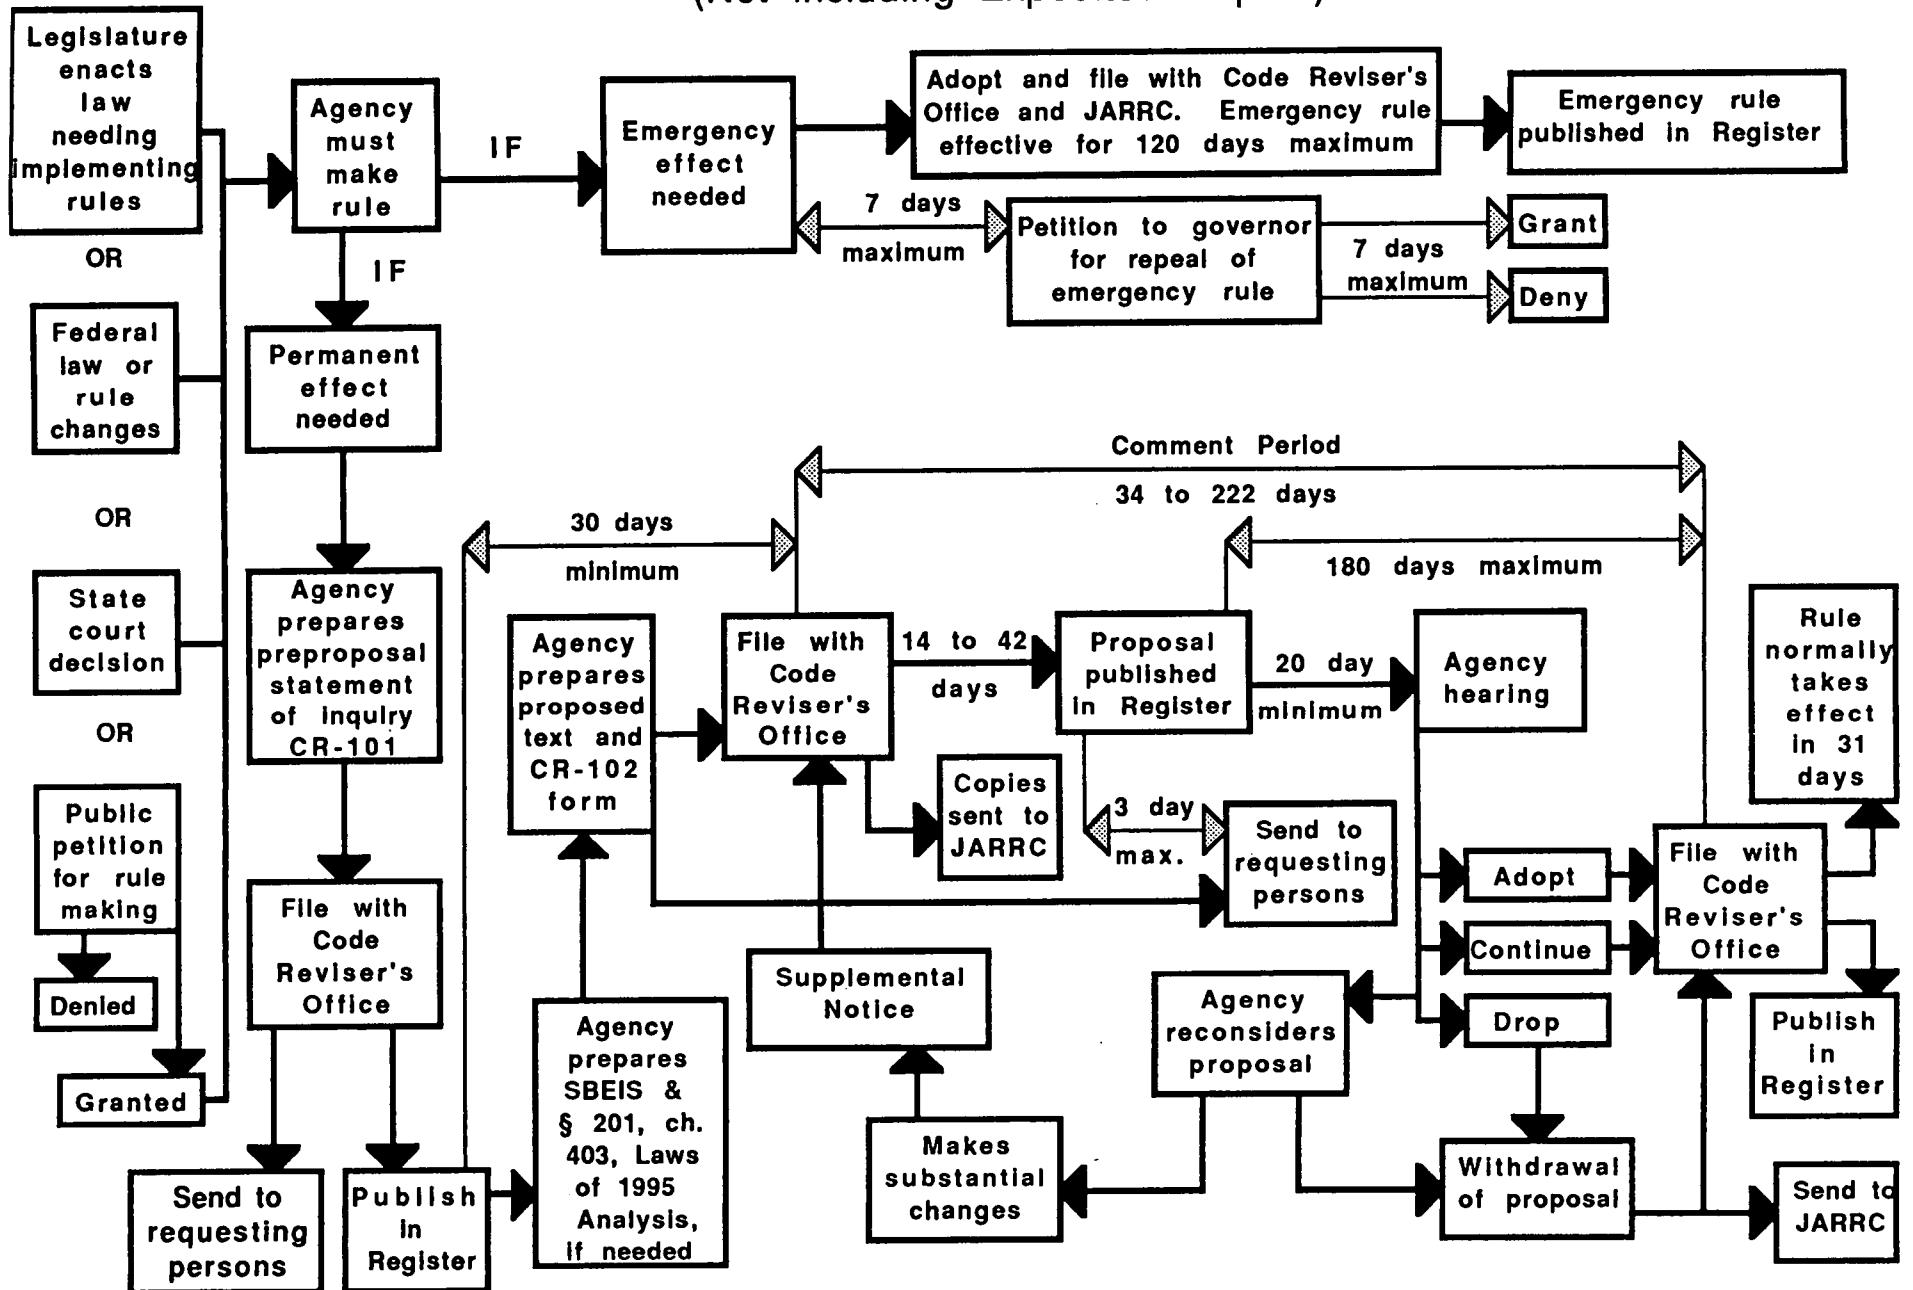 Legislature
enacts
law
needing
implementing
rules
OR
Federal
law or
rule
changes
OR
State
court
decision
OR
Public
petition
for rule
making
Denied
Granted
Agency
must
make
rule
IF
IF
Emergency
effect
needed
Adopt and file with Code Reviser's
Office and JARRC. Emergency rule
effective for 120 days maximum
Emergency rule
published in Register
7 days
maximum
Petition to governor
for repeal of
emergency rule
7 days
maximum
Grant
Deny
Permanent
effect
needed
Agency
prepares
preproposal
statement
of inquiry
CR-101
File with
Code
Reviser's
Office
Send to
requesting
persons
Publish
in
Register
30 days
minimum
Agency
prepares
SBEIS &
§ 201, ch.
403, Laws
of 1995
Analysis,
if needed
Agency
prepares
proposed
text and
CR-102
form
File with
Code
Reviser's
Office
Comment Period
34 to 222 days
180 days maximum
14 to 42
days
Copies
sent to
JARRC
Proposal
published
in Register
20 day
minimum
3 day
max.
Send to
requesting
persons
Agency
hearing
Adopt
Continue
Drop
Supplemental
Notice
Agency
reconsiders
proposal
Makes
substantial
changes
Withdrawal
of proposal
File with
Code
Reviser's
Office
Rule
normally
takes
effect
in 31
days
Publish
in
Register
Send to
JARRC